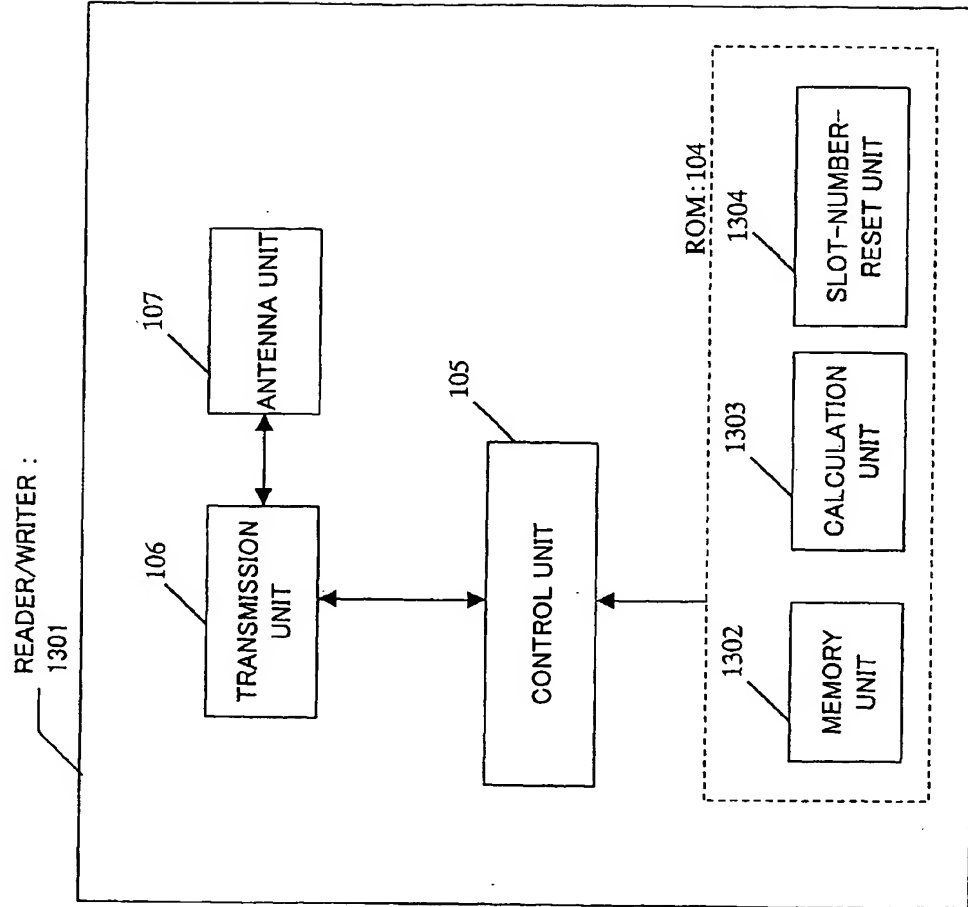 READER/WRITER :
1301
106
TRANSMISSION
UNIT
107
ANTENNA UNIT
105
CONTROL UNIT
ROM:104
1302
MEMORY
UNIT
1303
CALCULATION
UNIT
1304
SLOT-NUMBER-
RESET UNIT